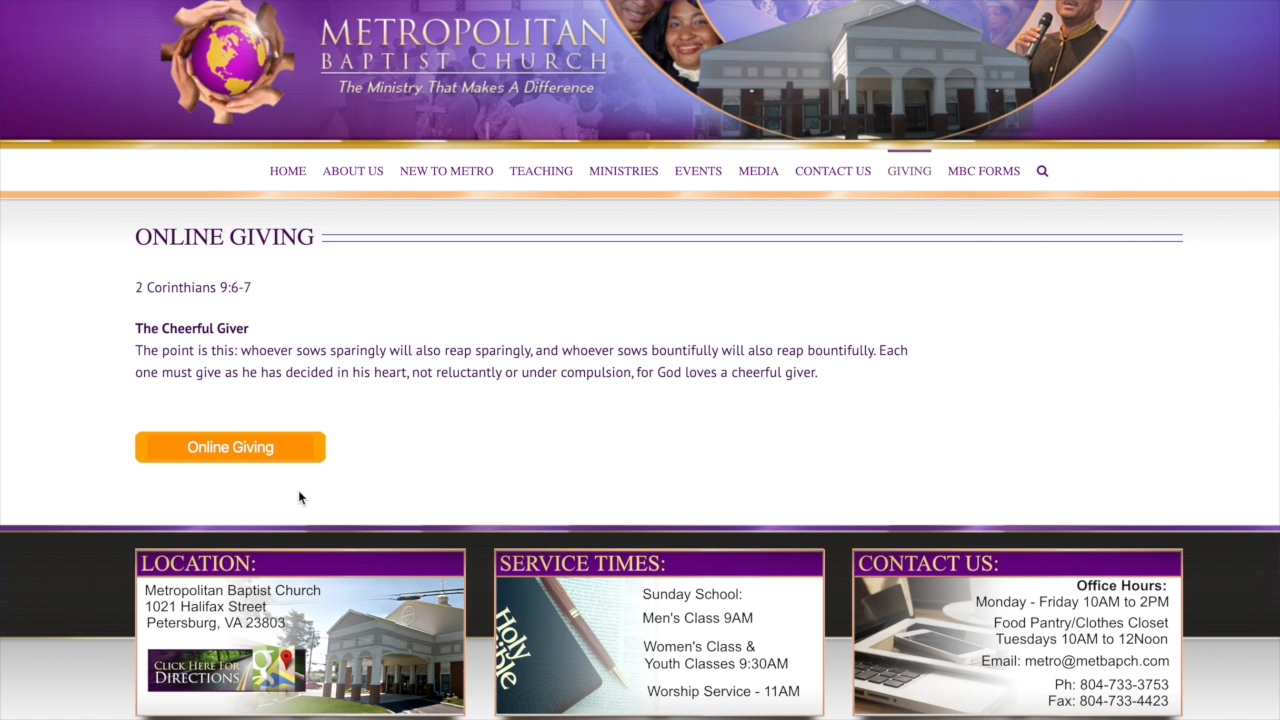 METROPOLITAN
BAPTIST CHURCH
The Ministry That Makes A Difference
HOME ABOUT US NEW TO METRO TEACHING MINISTRIES EVENTS MEDIA CONTACT US GIVING MBC FORMS
ONLINE GIVING
2 Corinthians 9:6-7
The Cheerful Giver
The point is this: whoever sows sparingly will also reap sparingly, and whoever sows bountifully will also reap bountifully. Each
one must give as he has decided in his heart, not reluctantly or under compulsion, for God loves a cheerful giver.
Online Giving
LOCATION:
Metropolitan Baptist Church
1021 Halifax Street
Petersburg, VA 23803
CLICK HERE FOR
DIRECTIONS
SERVICE TIMES:
Holy Bible
Sunday School:
Men's Class 9AM
Women's Class &
Youth Classes 9:30AM
Worship Service - 11AM
CONTACT US:
Office Hours:
Monday - Friday 10AM to 2PM
Food Pantry/Clothes Closet
Tuesdays 10AM to 12Noon
Email: metro@metbapch.com
Ph: 804-733-3753
Fax: 804-733-4423